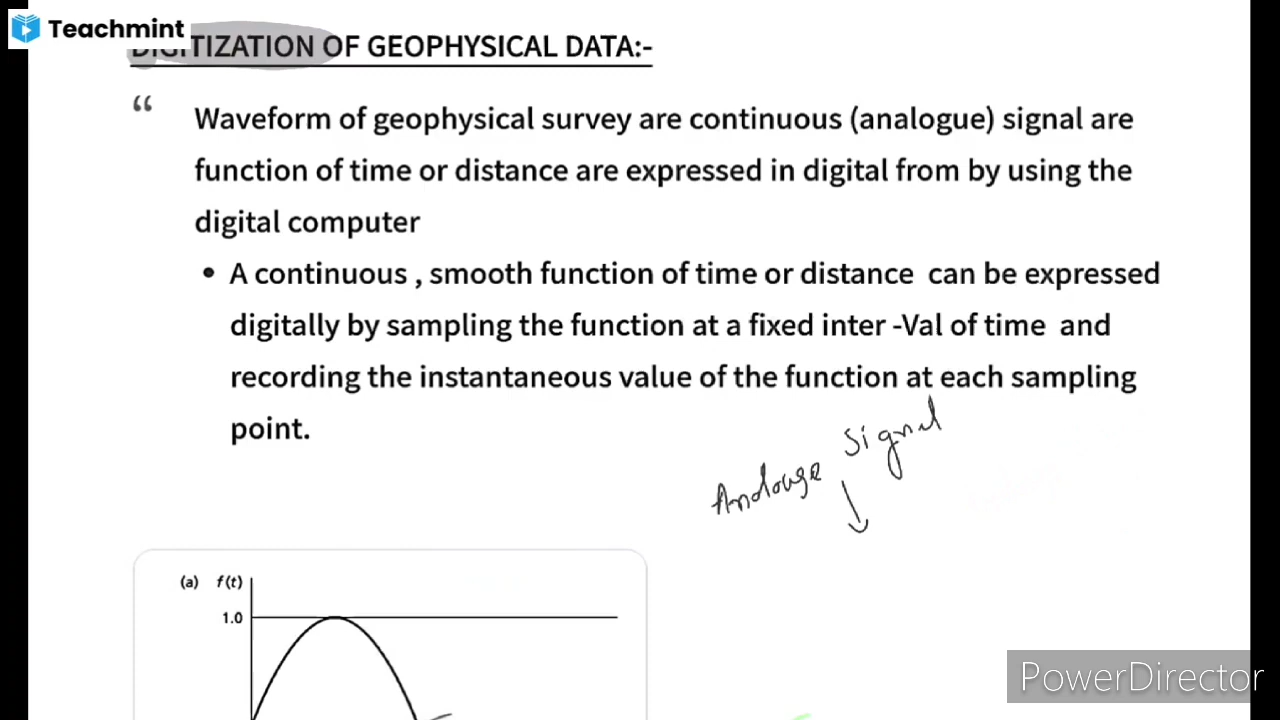 Teachmint
DIGITIZATION OF GEOPHYSICAL DATA:-
“ Waveform of geophysical survey are continuous (analogue) signal are
function of time or distance are expressed in digital from by using the
digital computer
• A continuous , smooth function of time or distance can be expressed
digitally by sampling the function at a fixed inter -Val of time and
recording the instantaneous value of the function at each sampling
point.
Signal
(a) f(t)
1.0
PowerDirector